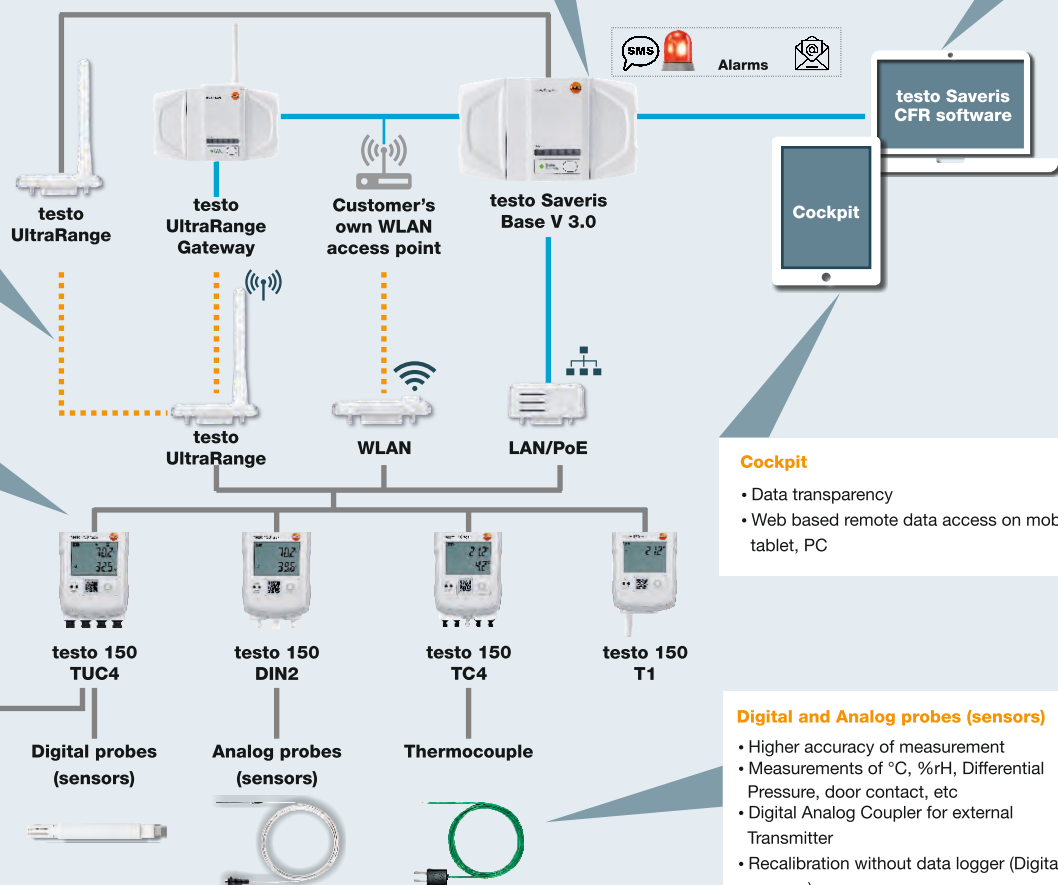 SMS
Alarms
testo Saveris
CFR software
Cockpit
testo
UltraRange
testo
UltraRange
Gateway
Customer's
own WLAN
access point
testo Saveris
Base V 3.0
testo
UltraRange
WLAN
LAN/PoE
Cockpit
• Data transparency
• Web based remote data access on mob
tablet, PC
testo 150
TUC4
testo 150
DIN2
testo 150
TC4
testo 150
T1
Digital probes
(sensors)
Analog probes
(sensors)
Thermocouple
Digital and Analog probes (sensors)
• Higher accuracy of measurement
• Measurements of °C, %rH, Differential
Pressure, door contact, etc
• Digital Analog Coupler for external
Transmitter
• Recalibration without data logger (Digita